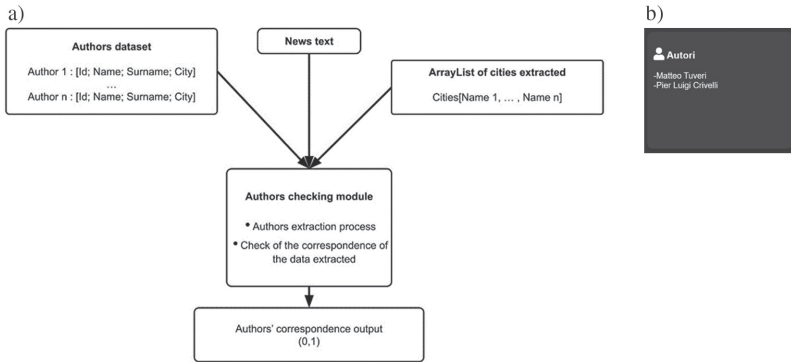 a)
Authors dataset
Author 1 : [Id; Name; Surname; City]
...
Author n : [Id; Name; Surname; City]
News text
ArrayList of cities extracted
Cities[Name 1, ... , Name n]
Authors checking module
• Authors extraction process
• Check of the correspondence of
the data extracted
Authors' correspondence output
(0,1)
b)
Autori
-Matteo Tuveri
-Pier Luigi Crivelli